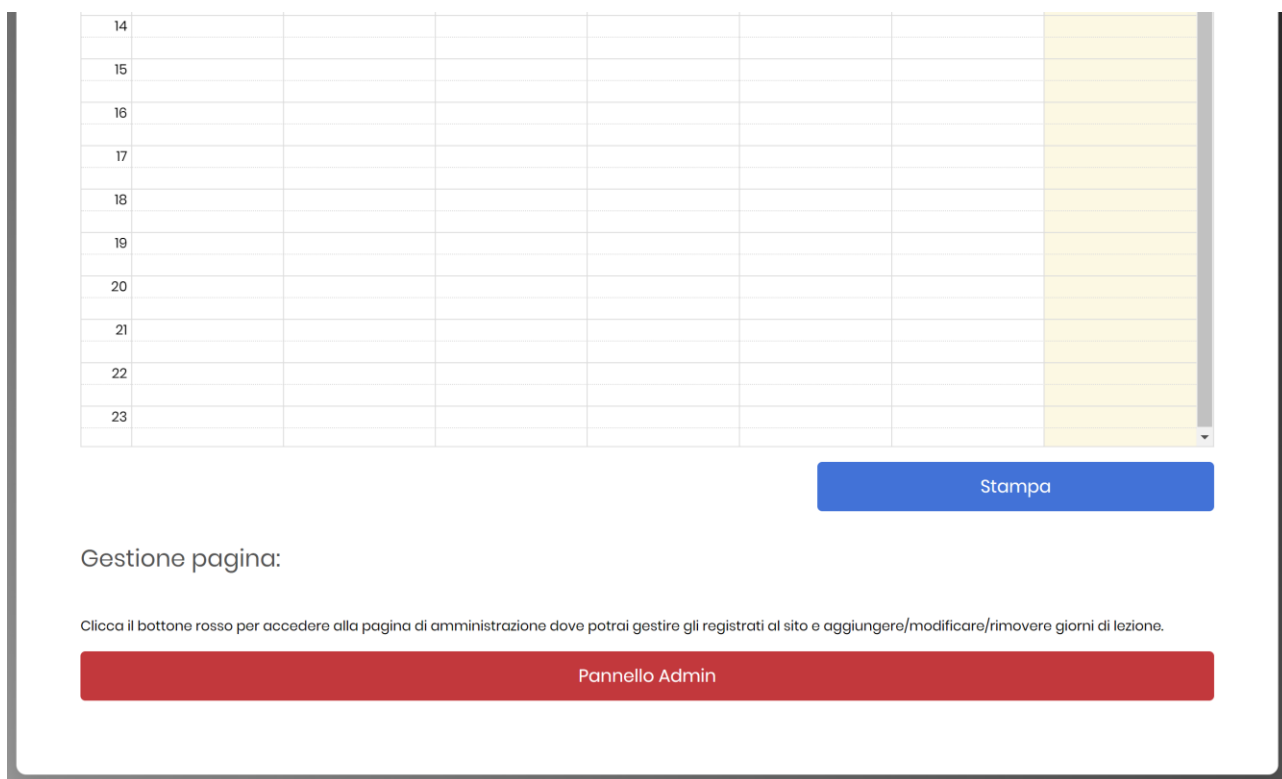 14
15
16
17
18
19
20
21
22
23
Stampa
Gestione pagina:
Clicca il bottone rosso per accedere alla pagina di amministrazione dove potrai gestire gli registrati al sito e aggiungere/modificare/rimovere giorni di lezione.
Pannello Admin